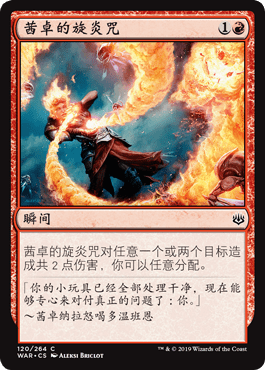 茜卓的旋炎咒 1
瞬间
茜卓的旋炎咒对任意一个或两个目标造
成共2点伤害，你可以任意分配。
「你的小玩具已经全部处理干净，现在能
够专心来对付真正的问题了：你。」
～茜卓纳拉怒喝多温班恩
120/264 C
WAR • CS ALEKSI BRICLOT
™ & © 2019 Wizards of the Coast